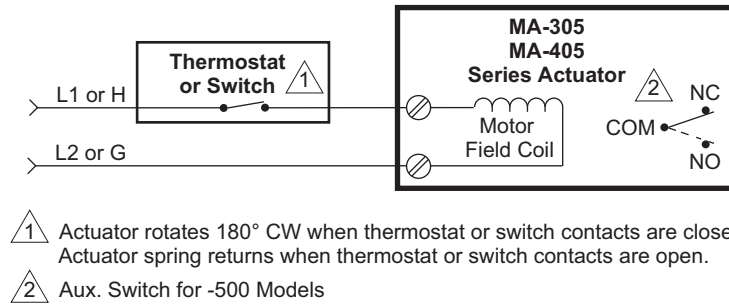 MA-305
MA-405
Series Actuator
Thermostat
or Switch
1
2
NC
L1 or H
COM
Motor
Field Coil
NO
L2 or G
1 Actuator rotates 180° CW when thermostat or switch contacts are close
Actuator spring returns when thermostat or switch contacts are open.
2 Aux. Switch for -500 Models